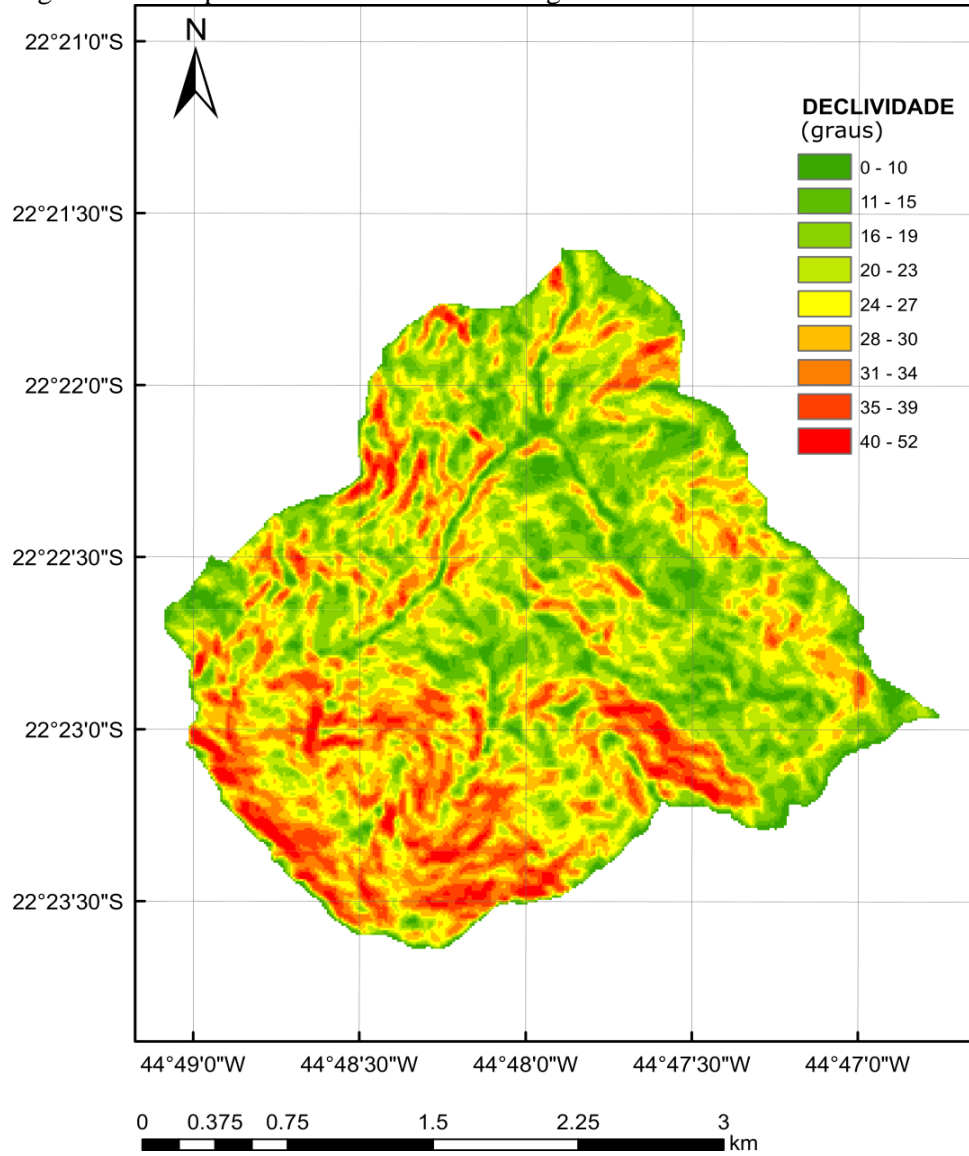 N
22°21'0"S
22°21'30"S
22°22'0"S
22°22'30"S
22°23'0"S
22°23'30"S
DECLIVIDADE
(graus)
0 - 10
11 - 15
16 - 19
20 - 23
24 - 27
28 - 30
31 - 34
35 - 39
40 - 52
44°49'0"W 44°48'30"W 44°48'0"W 44°47'30"W 44°47'0"W
0 0.375 0.75 1.5 2.25 3
km